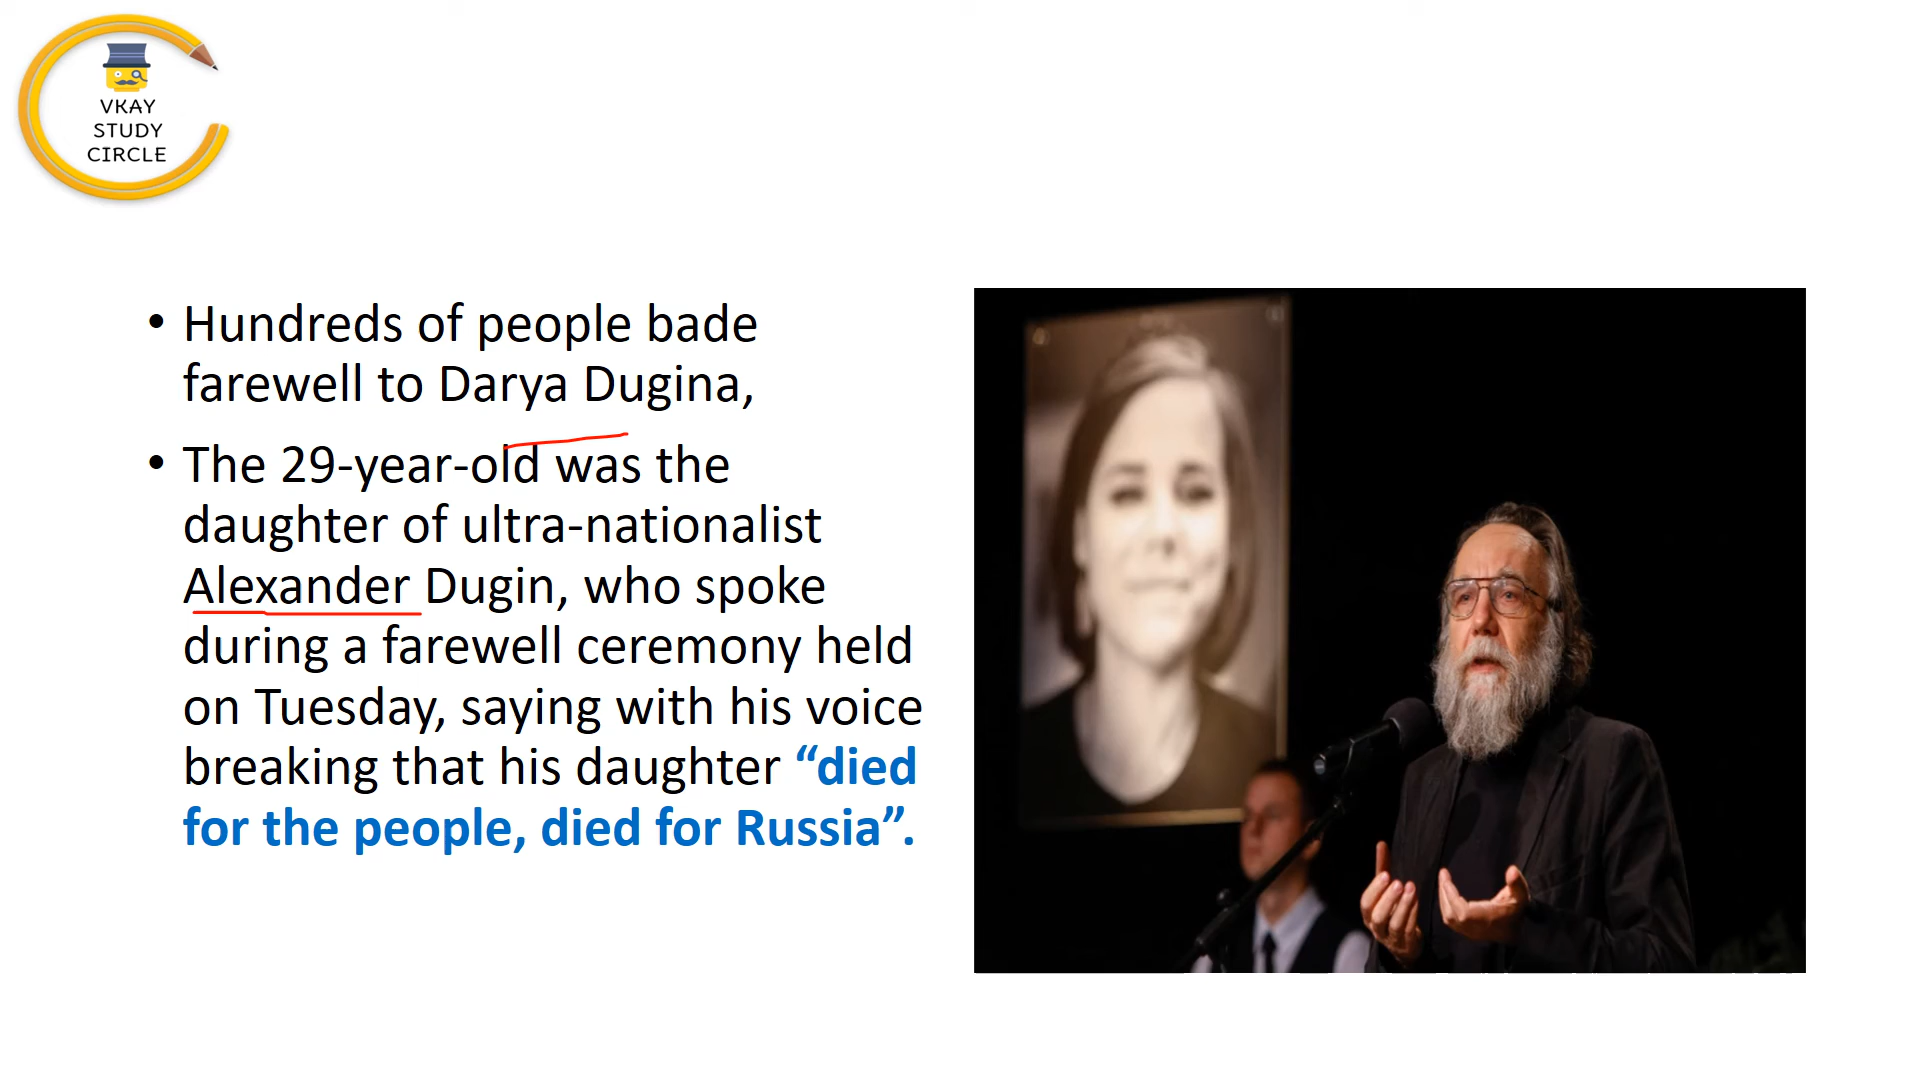 VKAY
STUDY
CIRCLE
• Hundreds of people bade
farewell to Darya Dugina,
• The 29-year-old was the
daughter of ultra-nationalist
Alexander Dugin, who spoke
during a farewell ceremony held
on Tuesday, saying with his voice
breaking that his daughter “died
for the people, died for Russia”.